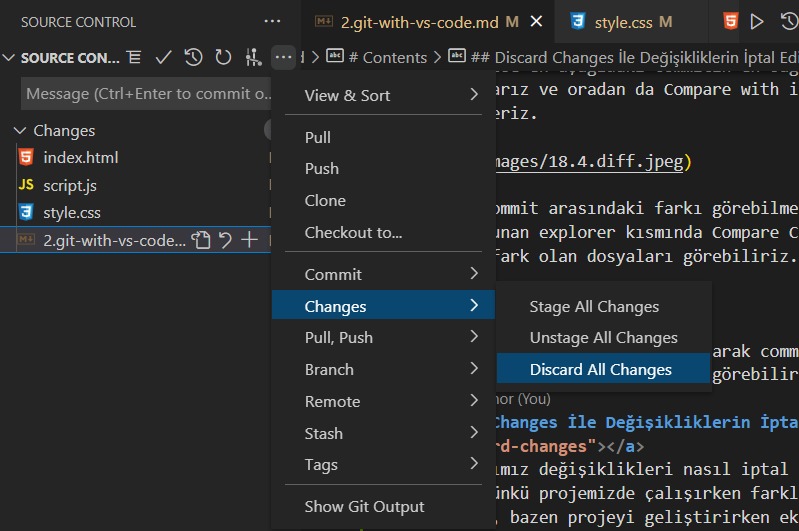 SOURCE CONTROL
2.git-with-vs-code.md M
style.css M
SOURCE CON...
# Contents > ## Discard Changes İle Değişikliklerin İptal Edi
Message (Ctrl+Enter to commit o...
Changes
index.html
JS script.js
style.css
2.git-with-vs-code...
View & Sort
Pull
Push
Clone
Checkout to...
Commit
Changes
Pull, Push
Branch
Remote
Stash
Tags
Show Git Output
Stage All Changes
Unstage All Changes
Discard All Changes
arız ve oradan da Compare with i
eriz.
mages/18.4.diff.jpeg)
ommit arasındaki farkı görebilme
unan explorer kısmında Compare C
fark olan dosyaları görebiliriz.
arak comm
görebilir
hor (You)
Changes İle Değişikliklerin İpta
rd-changes"></a>
ımız değişiklikleri nasıl iptal
ünkü projemizde çalışırken farkl
, bazen projeyi geliştirirken ek